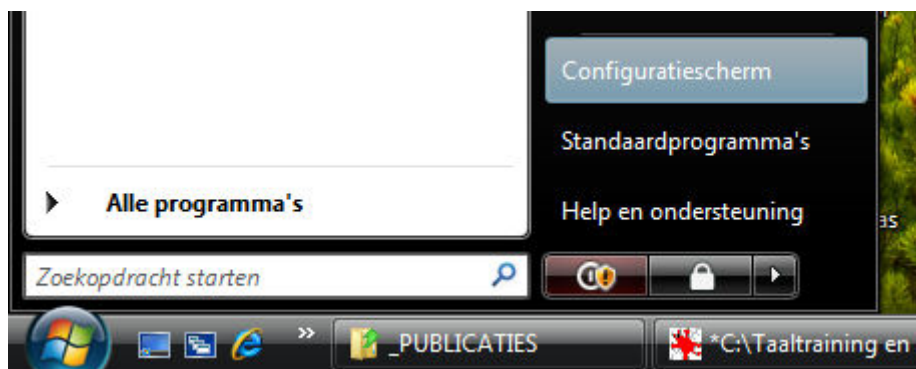 Configuratiescherm
Standaardprogramma's
Alle programma's
Help en ondersteuning
Zoekopdracht starten
_PUBLICATIES
*C:\Taaltraining en